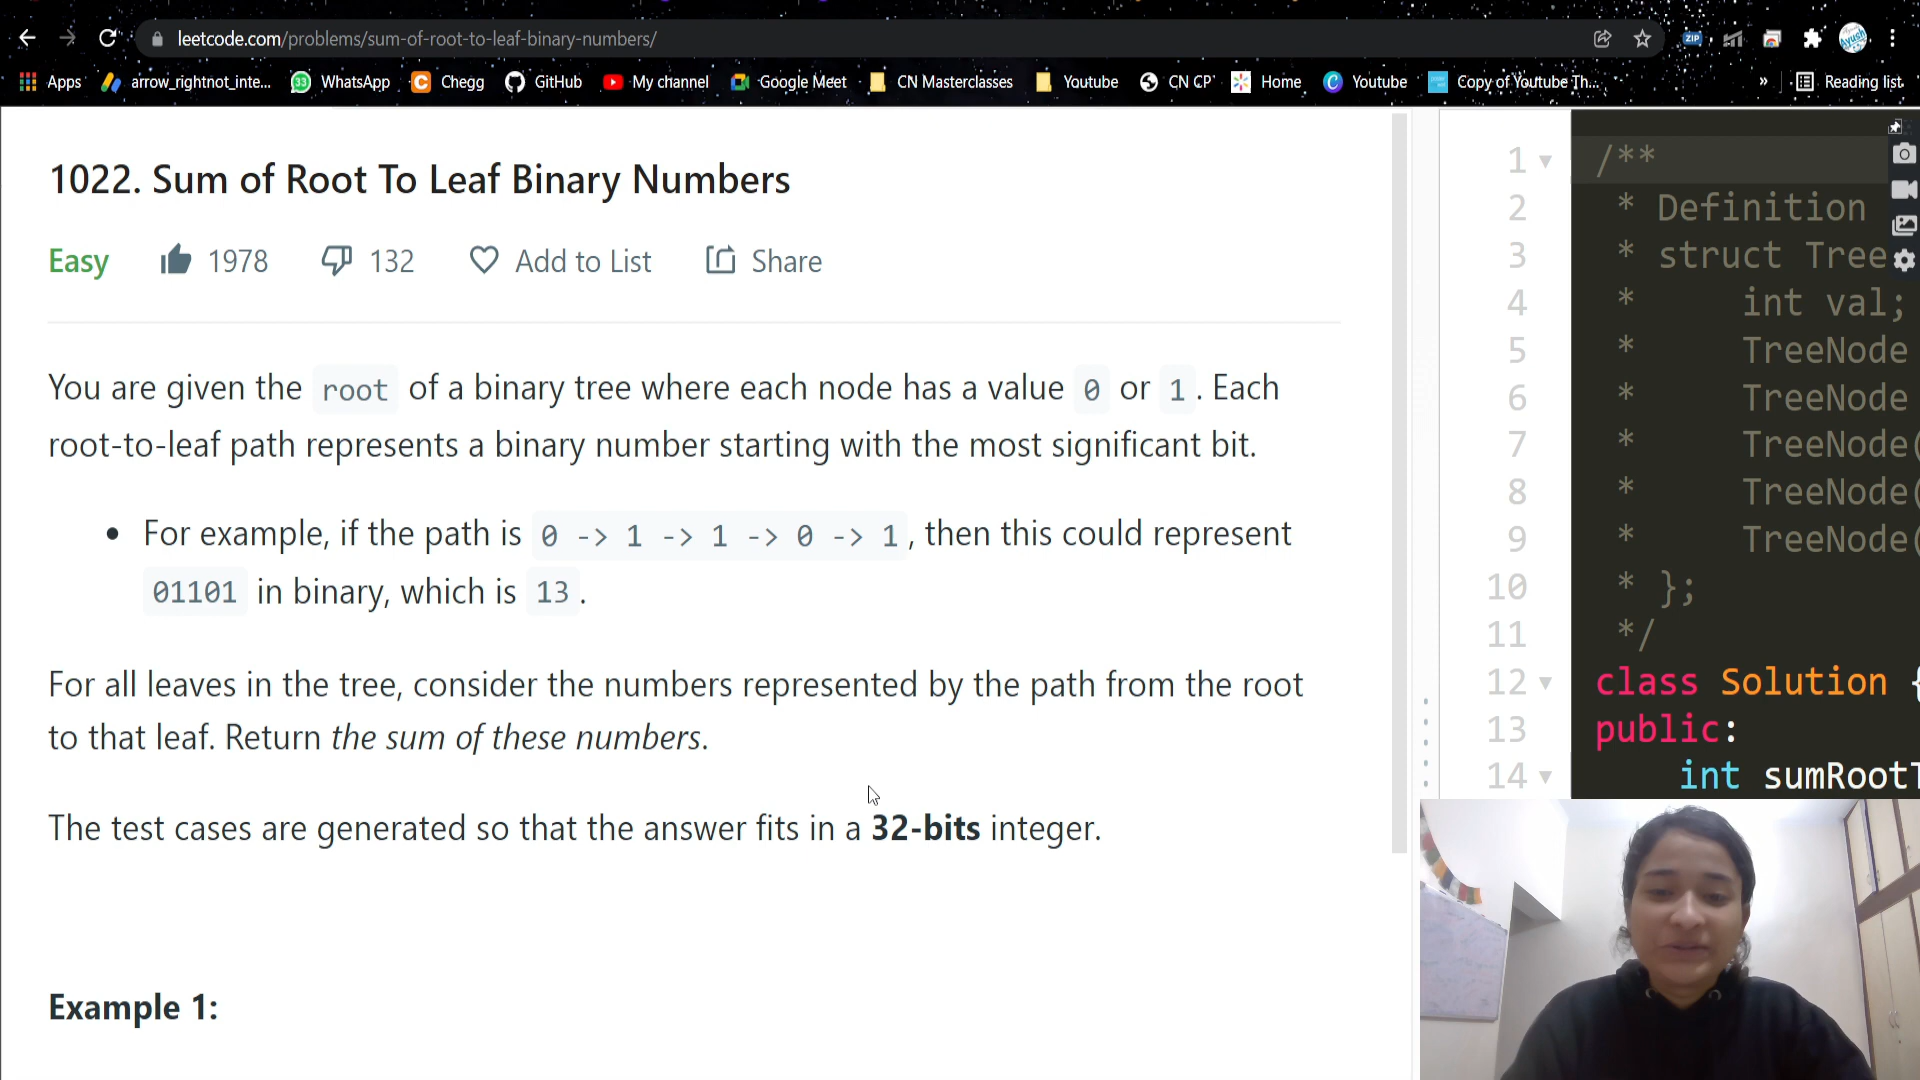 leetcode.com/problems/sum-of-root-to-leaf-binary-numbers/
Apps arrow_rightnot_inte... WhatsApp Chegg GitHub My channel Google Meet CN Masterclasses Youtube CN CP Home Youtube Copy of Youtube Th... » Reading list
1022. Sum of Root To Leaf Binary Numbers
Easy 1978 132 Add to List Share
You are given the root of a binary tree where each node has a value 0 or 1. Each
root-to-leaf path represents a binary number starting with the most significant bit.
• For example, if the path is 0 -> 1 -> 1 -> 0 -> 1, then this could represent
01101 in binary, which is 13.
For all leaves in the tree, consider the numbers represented by the path from the root
to that leaf. Return the sum of these numbers.
The test cases are generated so that the answer fits in a 32-bits integer.
Example 1:
1 /**
2 * Definition
3 * struct Tree
4 * int val;
5 * TreeNode
6 * TreeNode
7 * TreeNode(
8 * TreeNode(
9 * TreeNode(
10 * };
11 */
12 class Solution {
13 public:
14 int sumRootT